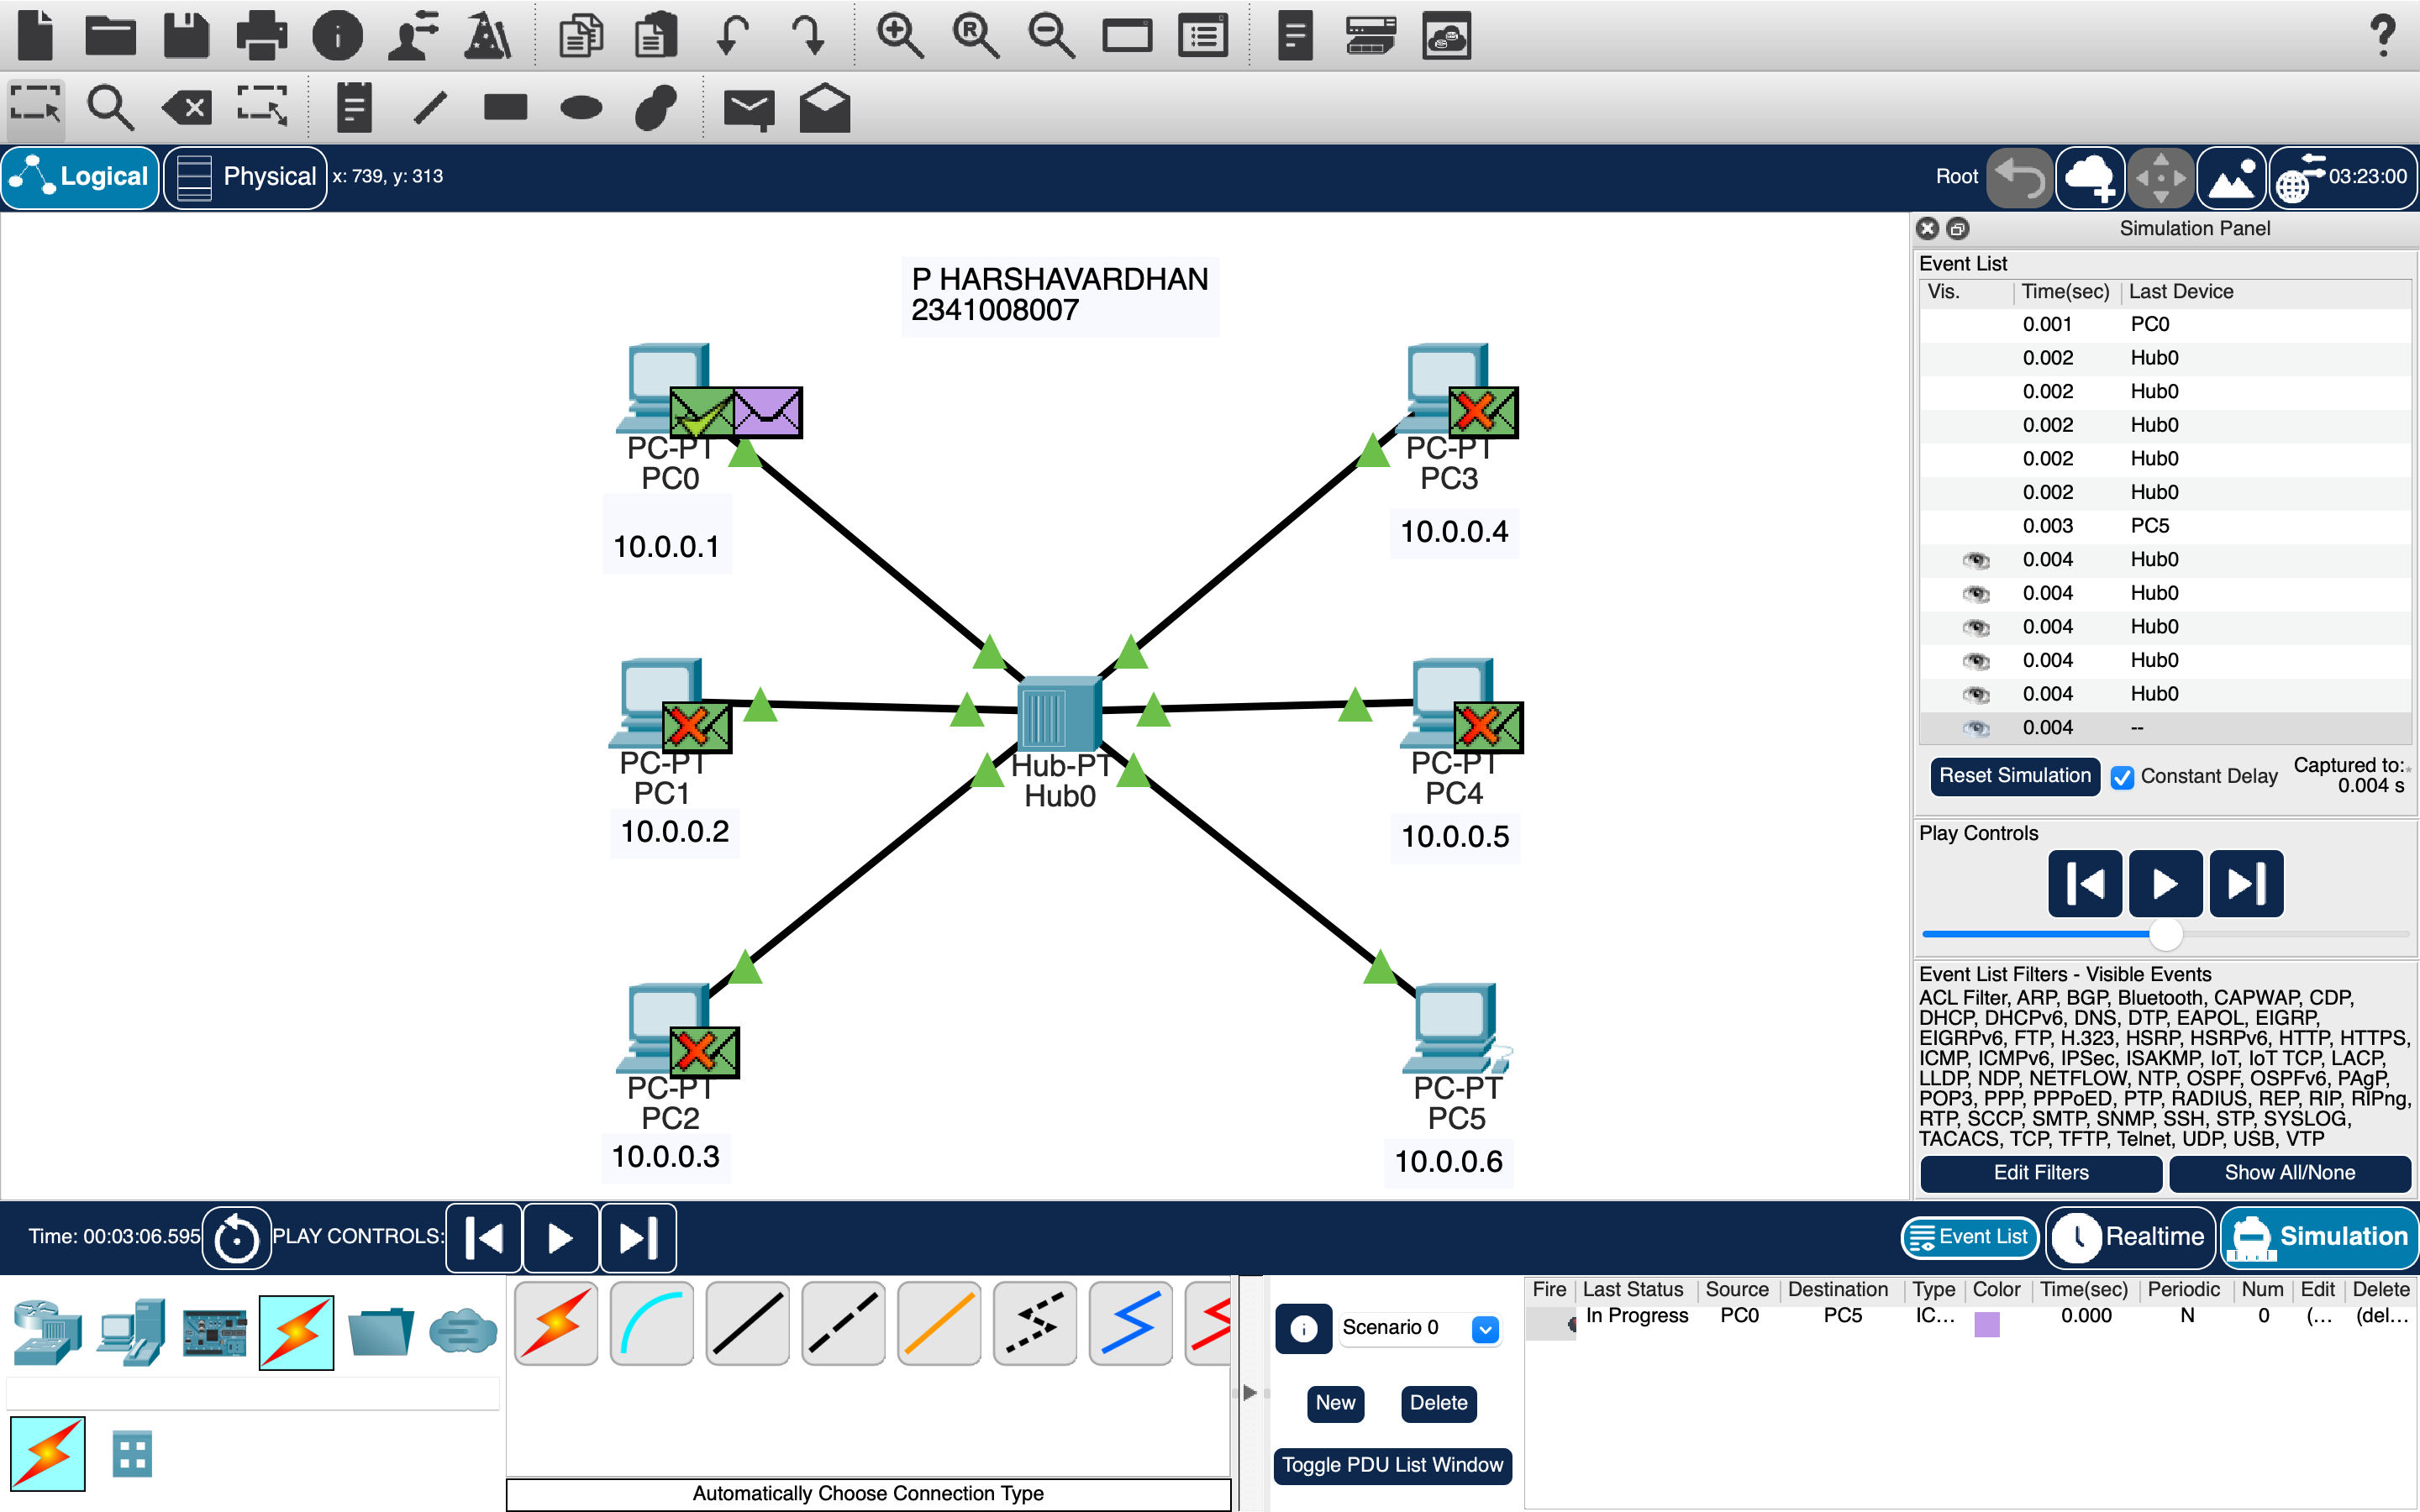 Logical
Physical
x: 739, y: 313
Root
03:23:00
Simulation Panel
Event List
Vis. Time(sec) Last Device
0.001 PC0
0.002 Hub0
0.002 Hub0
0.002 Hub0
0.002 Hub0
0.002 Hub0
0.003 PC5
0.004 Hub0
0.004 Hub0
0.004 Hub0
0.004 Hub0
0.004 Hub0
0.004 --
Reset Simulation
Constant Delay
Captured to:
0.004 s
Play Controls
Event List Filters - Visible Events
ACL Filter, ARP, BGP, Bluetooth, CAPWAP, CDP,
DHCP, DHCPv6, DNS, DTP, EAPOL, EIGRP,
EIGRPv6, FTP, H.323, HSRP, HSRPv6, HTTP, HTTPS,
ICMP, ICMPv6, IPSec, ISAKMP, IoT, IoT TCP, LACP,
LLDP, NDP, NETFLOW, NTP, OSPF, OSPFv6, PAgP,
POP3, PPP, PPPoED, PTP, RADIUS, REP, RIP, RIPng,
RTP, SCCP, SMTP, SNMP, SSH, STP, SYSLOG,
TACACS, TCP, TFTP, Telnet, UDP, USB, VTP
Edit Filters
Show All/None
P HARSHAVARDHAN
2341008007
PC-PT
PC0
10.0.0.1
PC-PT
PC3
10.0.0.4
PC-PT
PC1
10.0.0.2
Hub-PT
Hub0
PC-PT
PC4
10.0.0.5
PC-PT
PC2
10.0.0.3
PC-PT
PC5
10.0.0.6
Time: 00:03:06.595
PLAY CONTROLS:
Event List
Realtime
Simulation
Scenario 0
New
Delete
Toggle PDU List Window
Fire Last Status Source Destination Type Color Time(sec) Periodic Num Edit Delete
In Progress PC0 PC5 IC... 0.000 N 0 (... (del...
Automatically Choose Connection Type